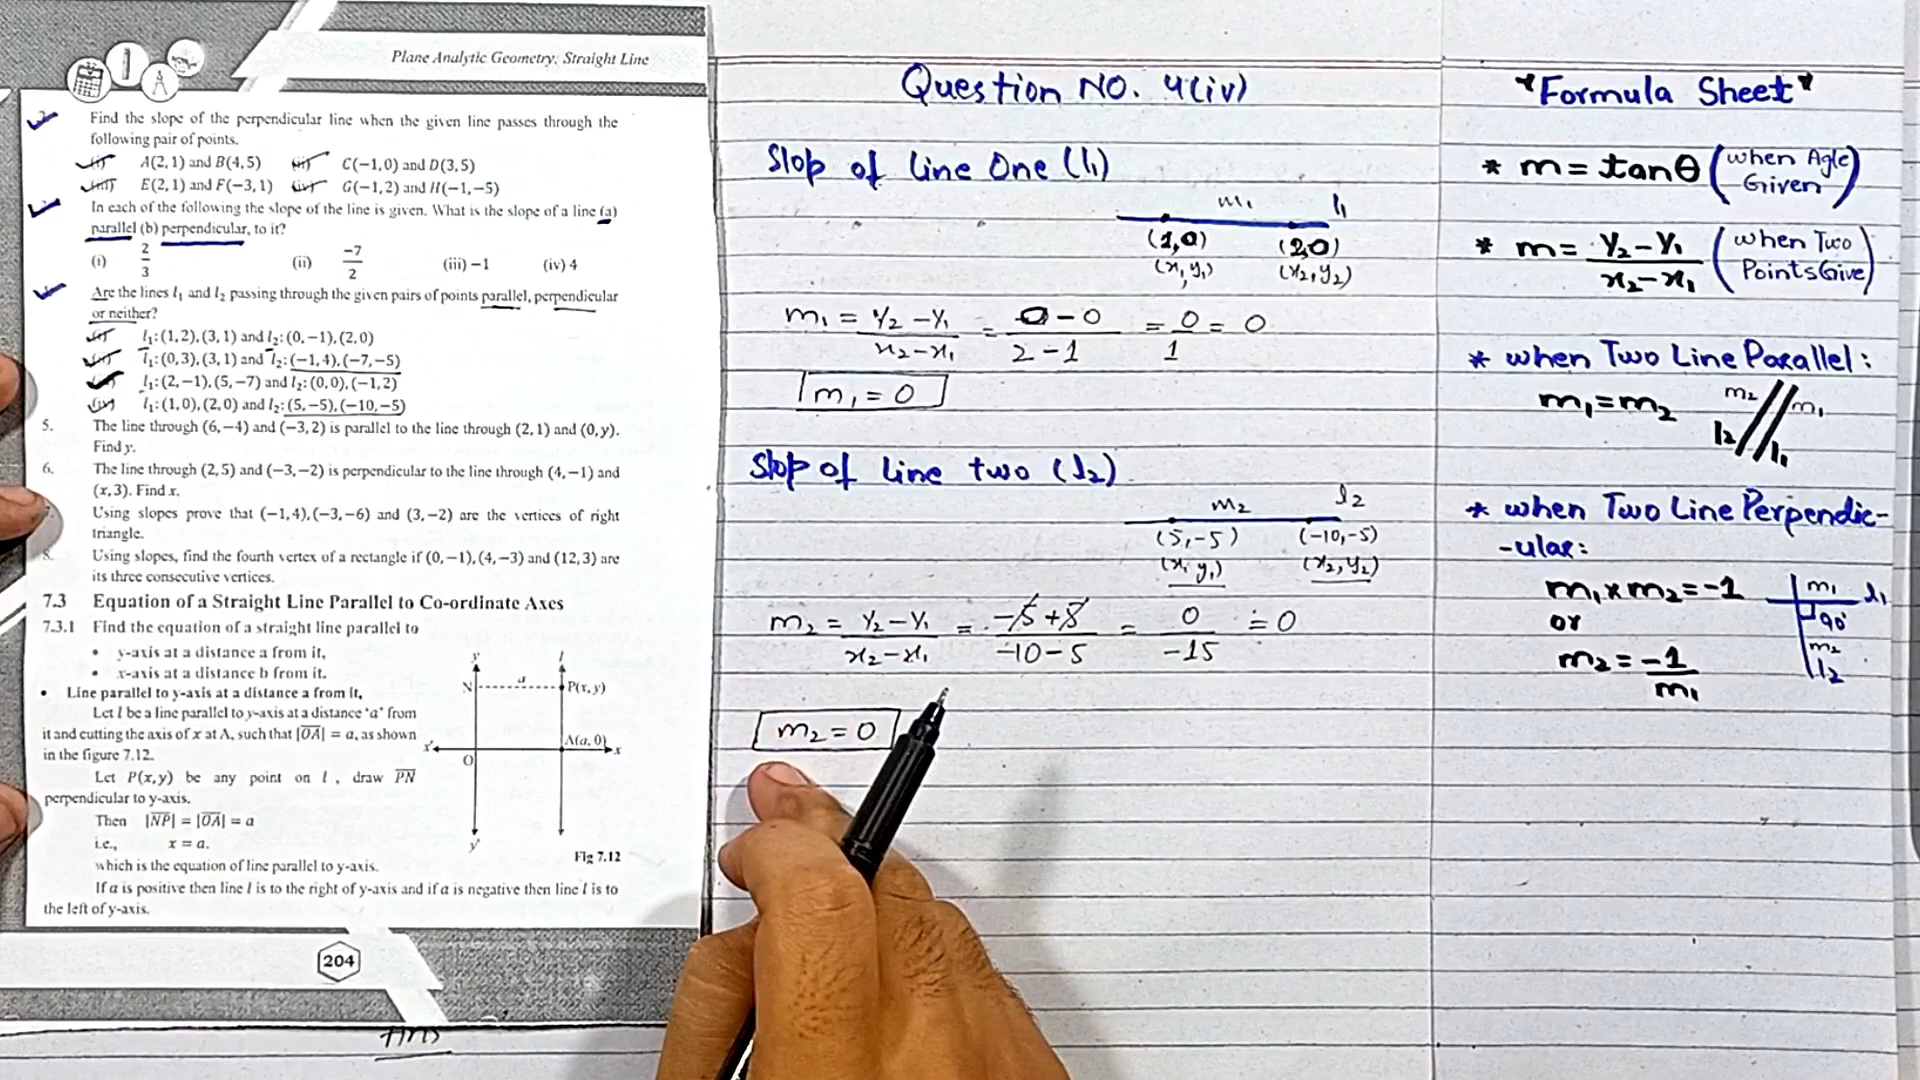 Plane Analytic Geometry: Straight Line
Find the slope of the perpendicular line when the given line passes through the
following pair of points.
(i) A(2, 1) and B(4, 5) (ii) C(−1, 0) and D(3, 5)
(iii) E(2, 1) and F(−3, 1) (iv) G(−1, 2) and H(−1, −5)
In each of the following the slope of the line is given. What is the slope of a line (a)
parallel (b) perpendicular, to it?
(i) 2/3 (ii) −7/2 (iii) −1 (iv) 4
Are the lines l₁ and l₂ passing through the given pairs of points parallel, perpendicular
or neither?
(i) l₁: (1, 2), (3, 1) and l₂: (0, −1), (2, 0)
(ii) l₁: (0, 3), (3, 1) and l₂: (−1, 4), (−7, −5)
l₁: (2, −1), (5, −7) and l₂: (0, 0), (−1, 2)
(iv) l₁: (1, 0), (2, 0) and l₂: (5, −5), (−10, −5)
5. The line through (6, −4) and (−3, 2) is parallel to the line through (2, 1) and (0, y).
Find y.
6. The line through (2, 5) and (−3, −2) is perpendicular to the line through (4, −1) and
(x, 3). Find x.
7. Using slopes prove that (−1, 4), (−3, −6) and (3, −2) are the vertices of right
triangle.
8. Using slopes, find the fourth vertex of a rectangle if (0, −1), (4, −3) and (12, 3) are
its three consecutive vertices.
7.3 Equation of a Straight Line Parallel to Co-ordinate Axes
7.3.1 Find the equation of a straight line parallel to
• y-axis at a distance a from it,
• x-axis at a distance b from it.
• Line parallel to y-axis at a distance a from it,
Let l be a line parallel to y-axis at a distance 'a' from
it and cutting the axis of x at A, such that |OA| = a, as shown
in the figure 7.12.
Let P(x, y) be any point on l , draw PN
perpendicular to y-axis.
Then |NP| = |OA| = a
i.e., x = a.
which is the equation of line parallel to y-axis.
If a is positive then line l is to the right of y-axis and if a is negative then line l is to
the left of y-axis.
y l
N a P(x, y)
x' O A(a, 0) x
y'
Fig 7.12
204
Question NO. 4(iv)
Slop of line One (l₁)
m₁ l₁
(1,0) (2,0)
(x₁ y₁) (x₂, y₂)
m₁ = y₂ − y₁ / x₂ − x₁ = 0 − 0 / 2 − 1 = 0/1 = 0
m₁ = 0
Slop of line two (l₂)
m₂ l₂
(5,−5) (−10,−5)
(x₁ y₁) (x₂, y₂)
m₂ = y₂ − y₁ / x₂ − x₁ = −5 + 5 / −10 − 5 = 0 / −15 = 0
m₂ = 0
"Formula Sheet"
* m = tanθ (when Agle Given)
* m = y₂ − y₁ / x₂ − x₁ (when Two Points Give)
* when Two Line Parallel:
m₁ = m₂ m₂ m₁
l₂ l₁
* when Two Line Perpendic-
-ular:
m₁ × m₂ = −1 m₁ l₁
or 90°
m₂ = −1/m₁ m₂
l₂